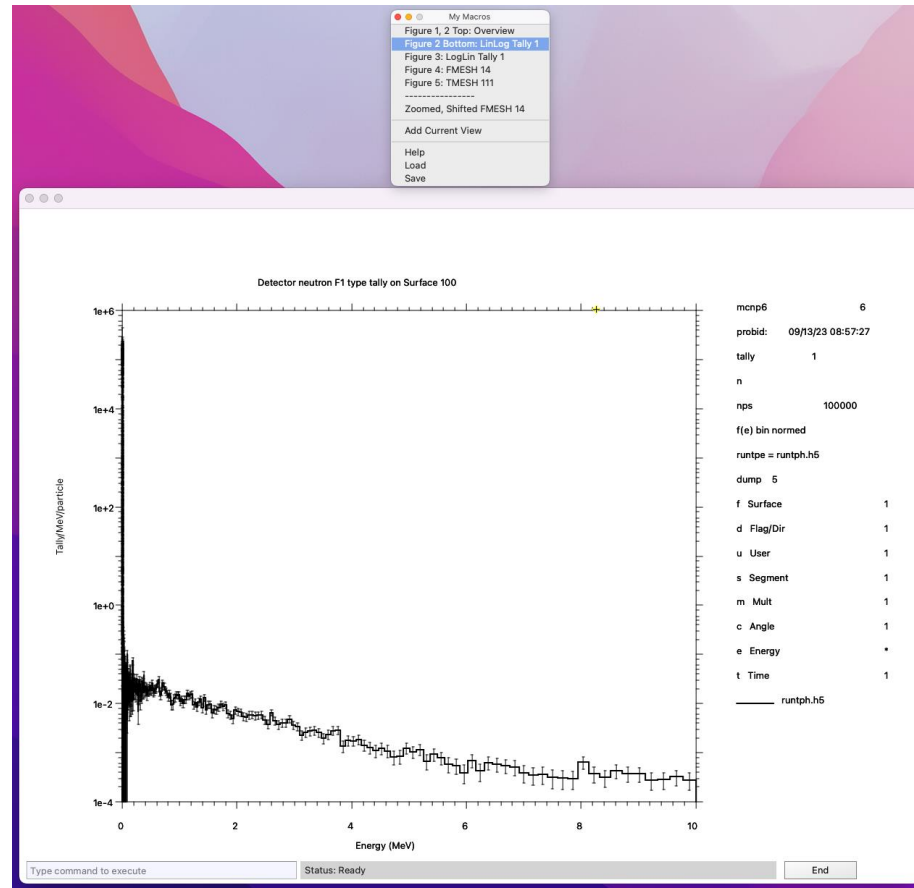 My Macros
Figure 1, 2 Top: Overview
Figure 2 Bottom: LinLog Tally 1
Figure 3: LogLin Tally 1
Figure 4: FMESH 14
Figure 5: TMESH 111
----------------
Zoomed, Shifted FMESH 14
Add Current View
Help
Load
Save
Detector neutron F1 type tally on Surface 100
1e+6
1e+4
1e+2
1e+0
1e-2
1e-4
Tally/MeV/particle
0 2 4 6 8 10
Energy (MeV)
mcnp6 6
probid: 09/13/23 08:57:27
tally 1
n
nps 100000
f(e) bin normed
runtpe = runtph.h5
dump 5
f Surface 1
d Flag/Dir 1
u User 1
s Segment 1
m Mult 1
c Angle 1
e Energy *
t Time 1
runtph.h5
Type command to execute
Status: Ready
End